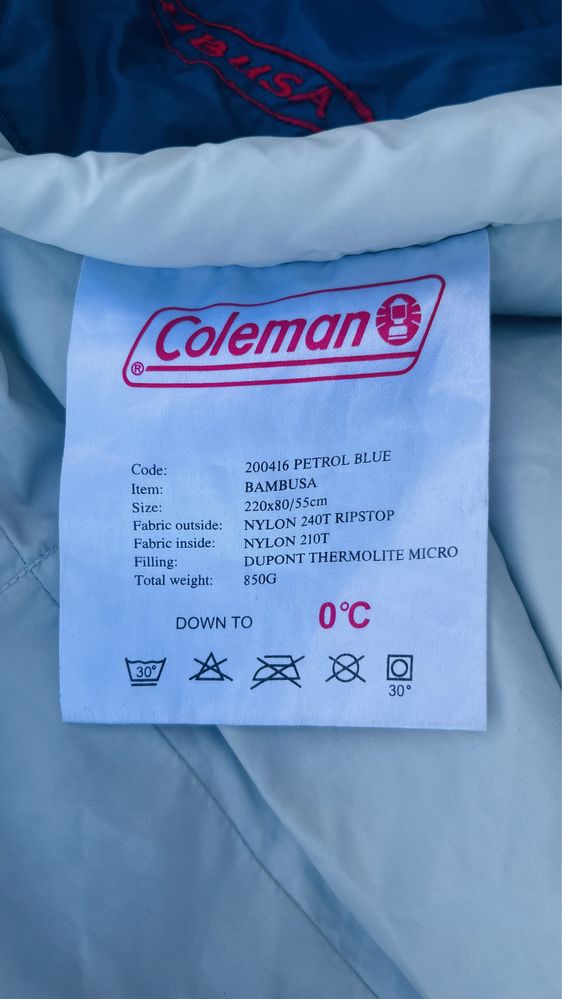 BUSA
Coleman
®
Code: 200416 PETROL BLUE
Item: BAMBUSA
Size: 220x80/55cm
Fabric outside: NYLON 240T RIPSTOP
Fabric inside: NYLON 210T
Filling: DUPONT THERMOLITE MICRO
Total weight: 850G
DOWN TO 0°C
30°
30°